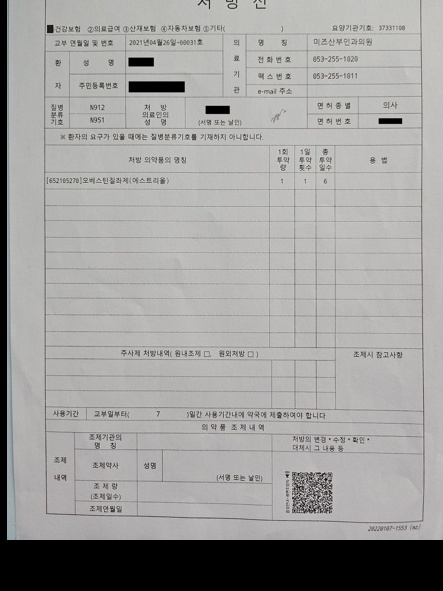 처 방 전
건강보험 ②의료급여 ③산재보험 ④자동차보험 ⑤기타( ) 요양기관기호: 37331108
교부 연월일 및 번호 2021년04월26일-00031호 의료기관 명 칭 미즈산부인과의원
전화번호 053-255-1020
환자 성 명
팩스번호 053-255-1011
주민등록번호
e-mail 주소
질병분류기호 N912 처 방 의료인의 성 명 (서명 또는 날인) 면허종별 의사
N951 면허번호
※ 환자의 요구가 있을 때에는 질병분류기호를 기재하지 아니합니다.
처방 의약품의 명칭 1회투약량 1일투약횟수 총투약일수 용 법
[652105270]오베스틴질좌제(에스트리올) 1 1 6
주사제 처방내역( 원내조제 □, 원외처방 □ ) 조제시 참고사항
사용기간 교부일부터( 7 )일간 사용기간내에 약국에 제출하여야 합니다
의 약 품 조 제 내 역
조제내역 조제기관의 명 칭 처방의 변경·수정·확인·대체시 그 내용 등
조제약사 성명 (서명 또는 날인)
조 제 량 (조제일수)
조제연월일